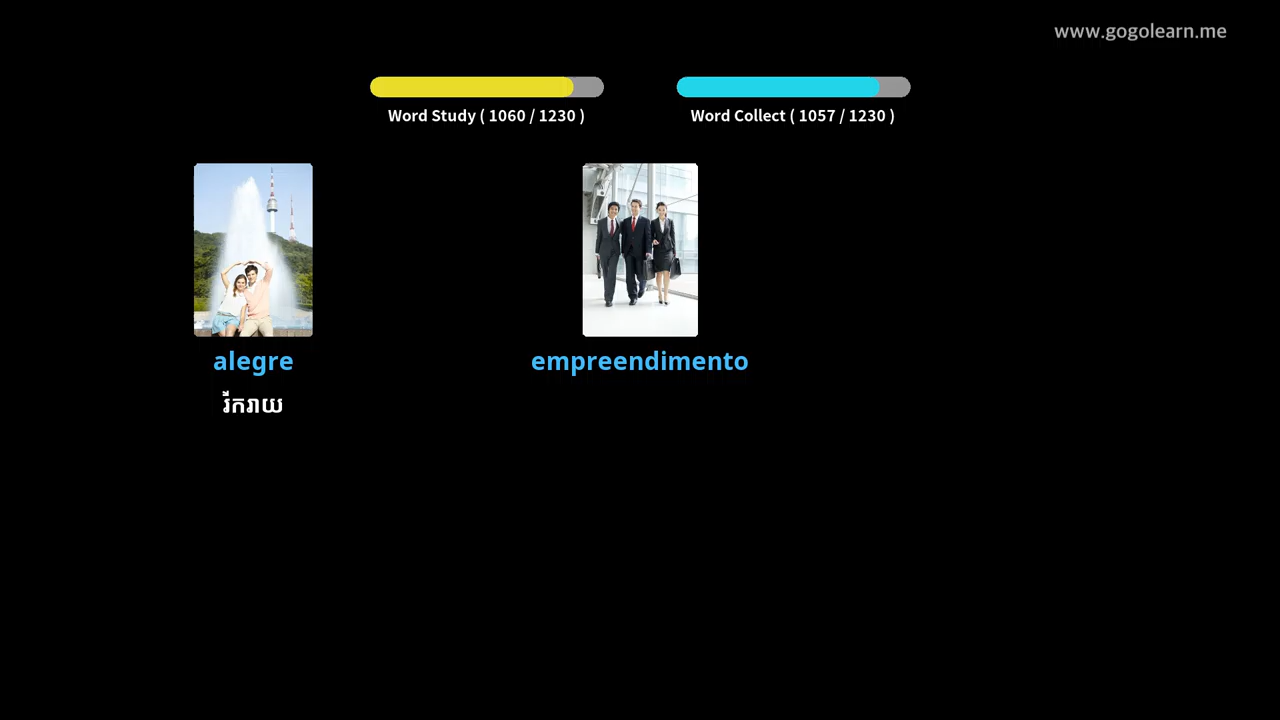 www.gogolearn.me
Word Study ( 1060 / 1230 )
Word Collect ( 1057 / 1230 )
alegre
empreendimento
រីករាយ